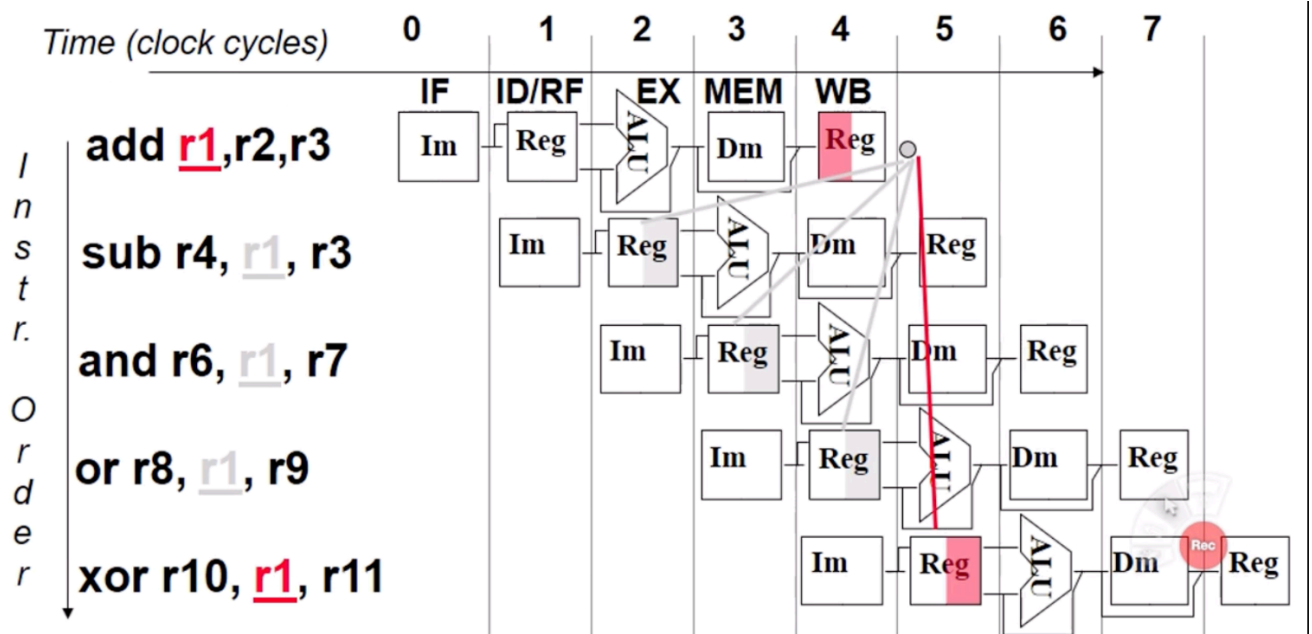 Time (clock cycles) 0 1 2 3 4 5 6 7
IF ID/RF EX MEM WB
Instr. Order
add r1,r2,r3 Im Reg ALU Dm Reg
sub r4, r1, r3 Im Reg ALU Dm Reg
and r6, r1, r7 Im Reg ALU Dm Reg
or r8, r1, r9 Im Reg ALU Dm Reg
xor r10, r1, r11 Im Reg ALU Dm Reg
Rec